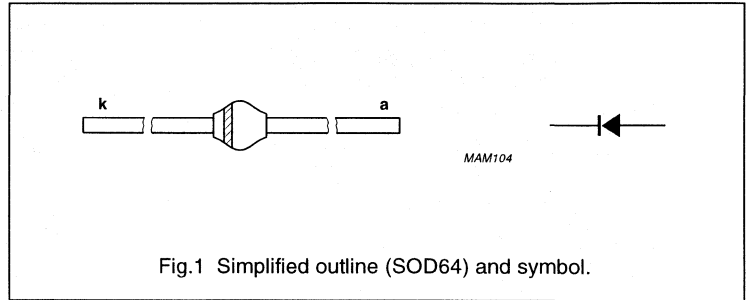 k
a
MAM104
Fig.1 Simplified outline (SOD64) and symbol.